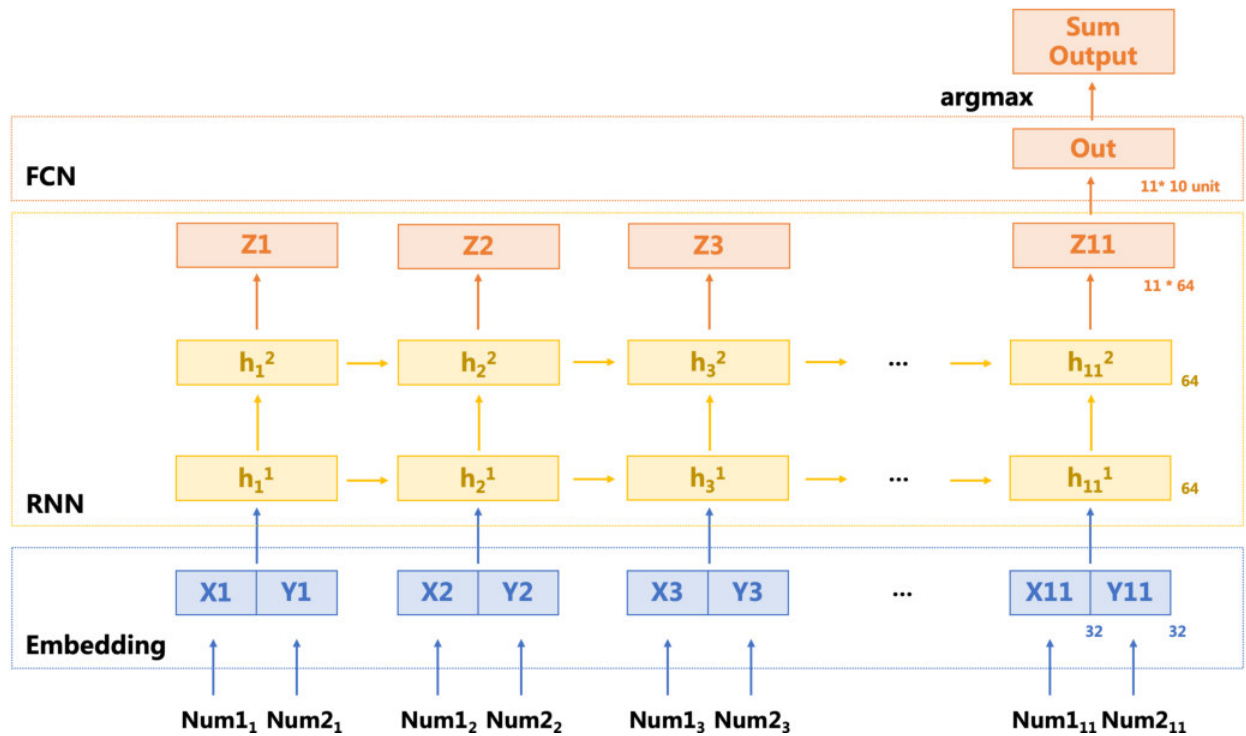 Sum
Output
argmax
Out
FCN
11* 10 unit
Z1 Z2 Z3 Z11
11 * 64
h₁² h₂² h₃² ... h₁₁²
64
h₁¹ h₂¹ h₃¹ ... h₁₁¹
64
RNN
X1 Y1 X2 Y2 X3 Y3 ... X11 Y11
32 32
Embedding
Num1₁ Num2₁ Num1₂ Num2₂ Num1₃ Num2₃ Num1₁₁ Num2₁₁